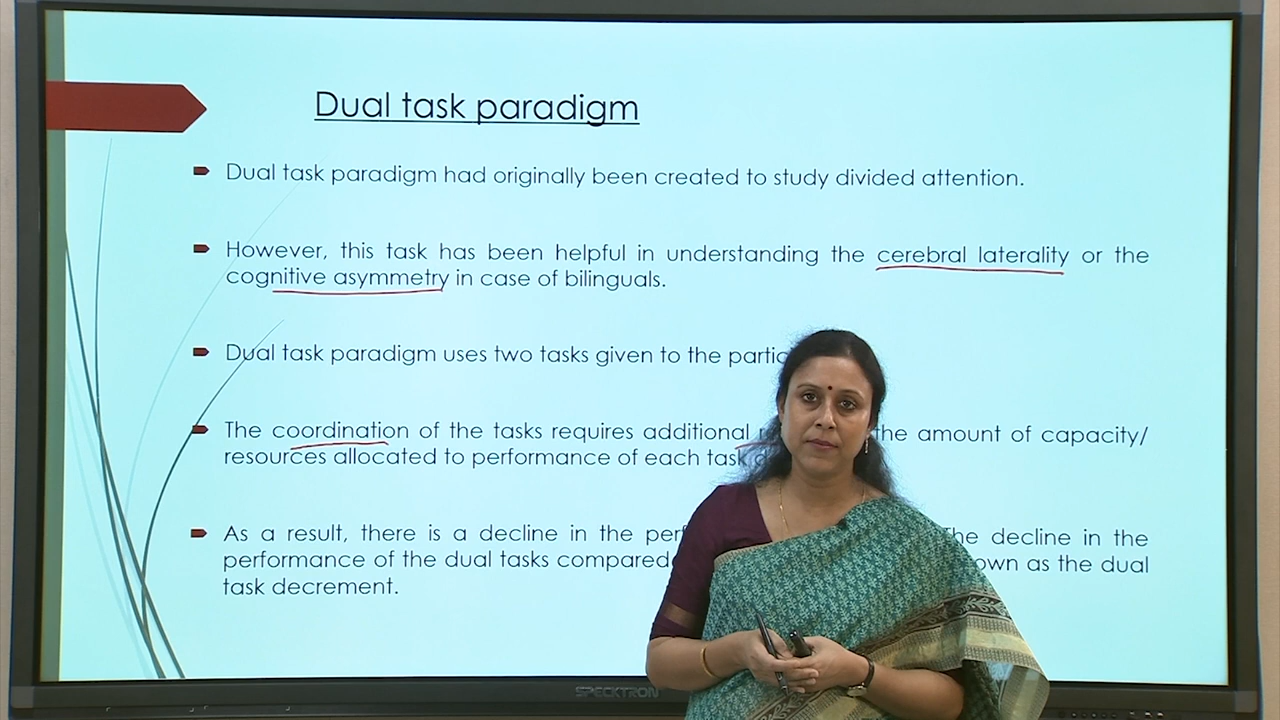 Dual task paradigm
Dual task paradigm had originally been created to study divided attention.
However, this task has been helpful in understanding the cerebral laterality or the
cognitive asymmetry in case of bilinguals.
Dual task paradigm uses two tasks given to the
The coordination of the tasks requires additional the amount of capacity/
resources allocated to performance of each task
As a result, there is a decline in the decline in the
performance of the dual tasks compared as the dual
task decrement.
SPECKTRON